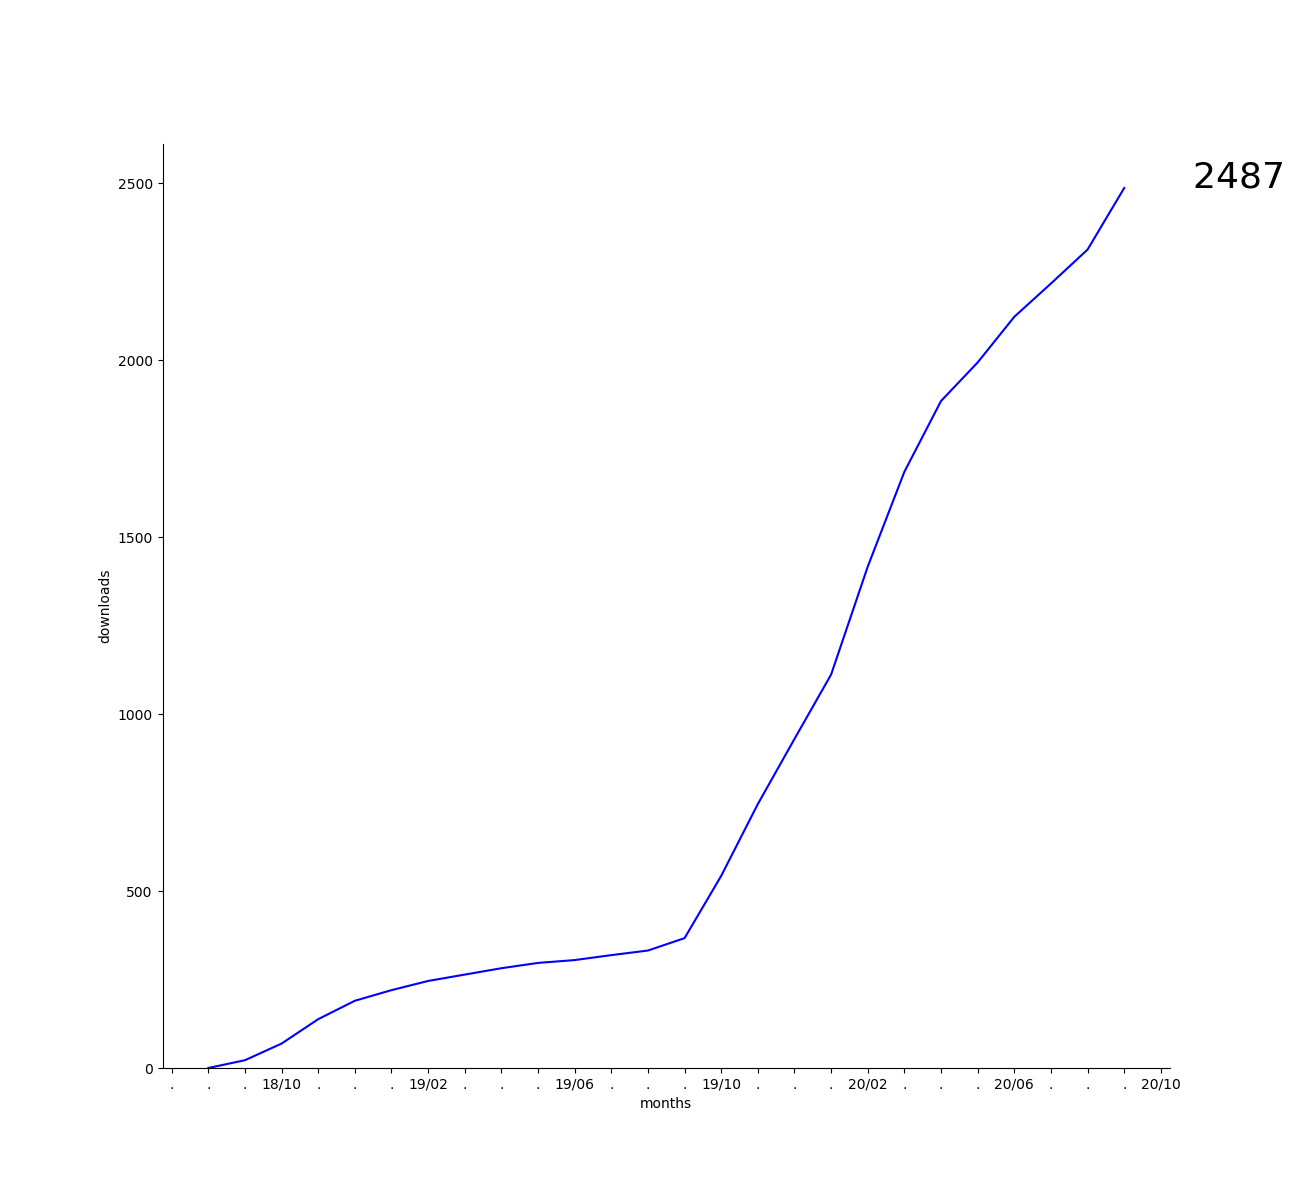 2487
2500
2000
1500
1000
500
0
downloads
. . . 18/10 . . . 19/02 . . . 19/06 . . . 19/10 . . . 20/02 . . . 20/06 . . . 20/10
months